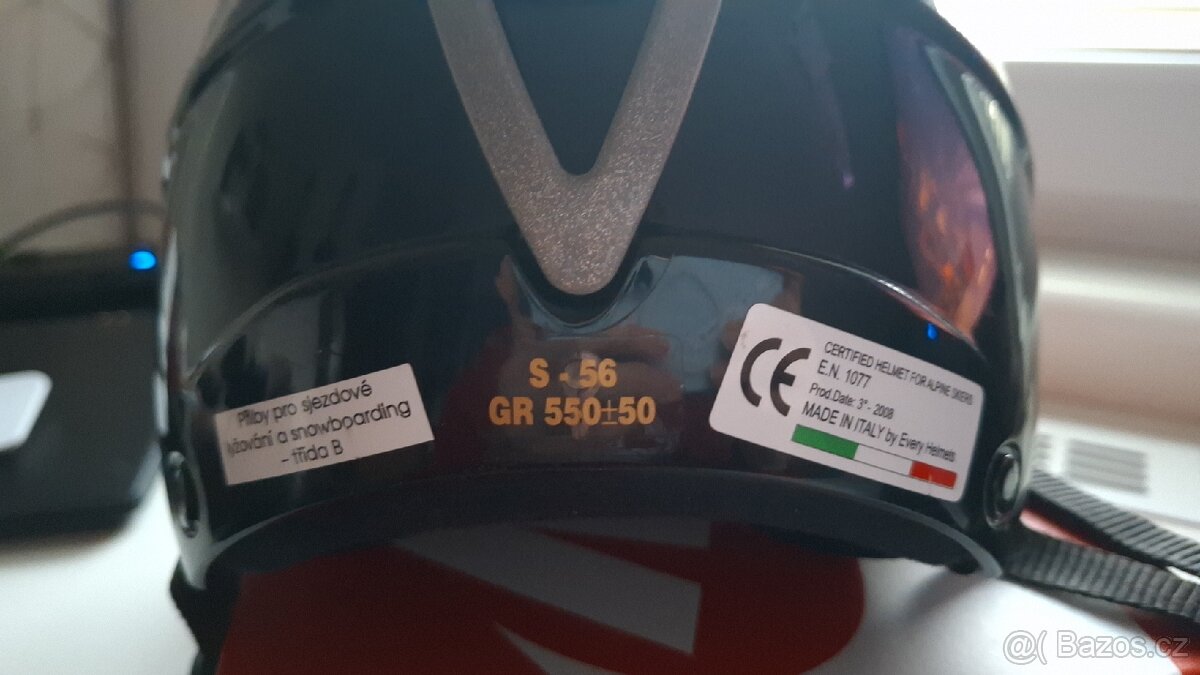 Přilby pro sjezdové
lyžování a snowboarding
– třída B
S - 56
GR 550±50
CE
CERTIFIED HELMET FOR ALPINE SKIERS
E.N. 1077
Prod.Date: 3° - 2008
MADE IN ITALY by Every Helmets
@( Bazos.cz